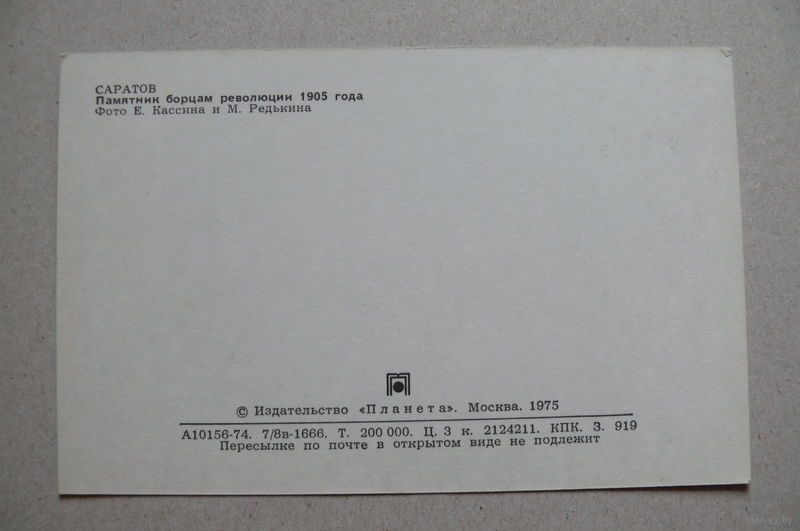 САРАТОВ
Памятник борцам революции 1905 года
Фото Е. Кассина и М. Редькина
© Издательство «Планета». Москва. 1975
А10156-74. 7/8в-1666. Т. 200 000. Ц. 3 к. 2124211. КПК. З. 919
Пересылке по почте в открытом виде не подлежит